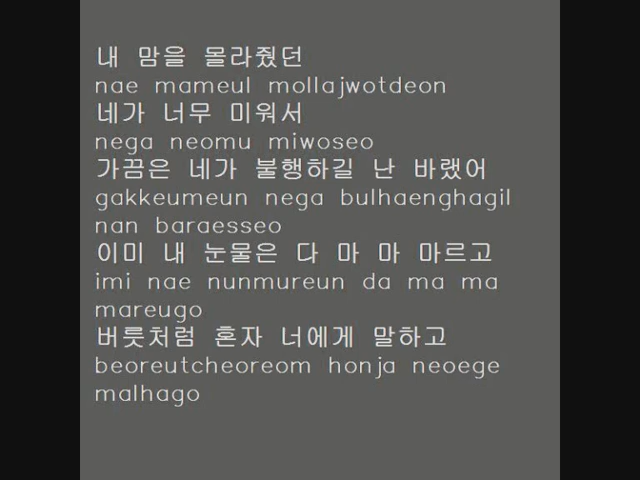 내 맘을 몰라줬던
nae mameul mollajwotdeon
네가 너무 미워서
nega neomu miwoseo
가끔은 네가 불행하길 난 바랬어
gakkeumeun nega bulhaenghagil
nan baraesseo
이미 내 눈물은 다 마 마 마르고
imi nae nunmureun da ma ma
mareugo
버릇처럼 혼자 너에게 말하고
beoreutcheoreom honja neoege
malhago